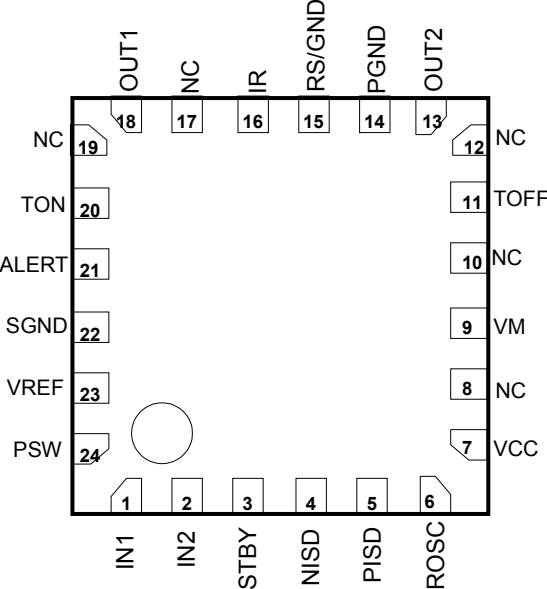 OUT1 NC IR RS/GND PGND OUT2
18 17 16 15 14 13
NC 19 12 NC
TON 20 11 TOFF
ALERT 21 10 NC
SGND 22 9 VM
VREF 23 8 NC
PSW 24 7 VCC
1 2 3 4 5 6
IN1 IN2 STBY NISD PISD ROSC